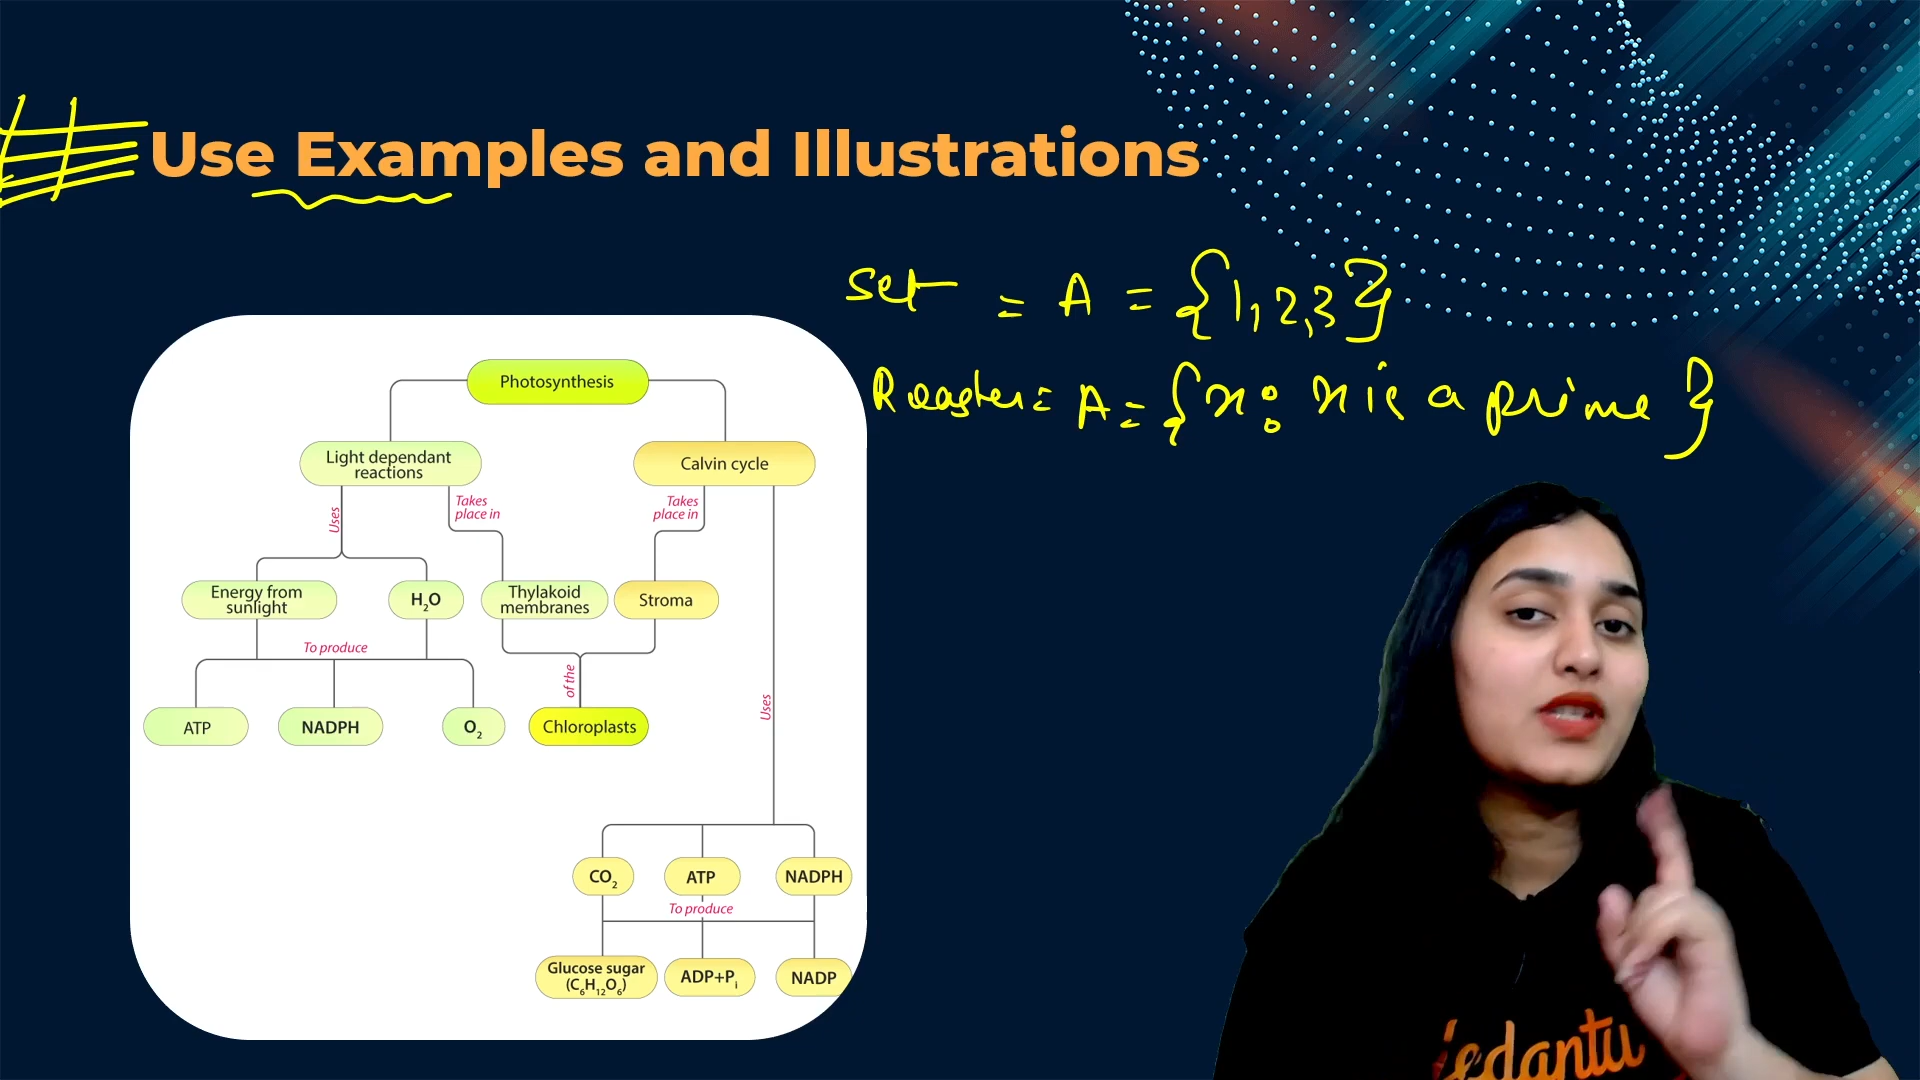 Use Examples and Illustrations
Set = A = {1, 2, 3}
Roaster = A = {x : x is a prime }
Photosynthesis
Light dependant
reactions
Calvin cycle
Uses
Takes
place in
Takes
place in
Energy from
sunlight
H₂O
Thylakoid
membranes
Stroma
To produce
of the
Uses
ATP
NADPH
O₂
Chloroplasts
CO₂
ATP
NADPH
To produce
Glucose sugar
(C₆H₁₂O₆)
ADP+Pᵢ
NADP
Vedantu